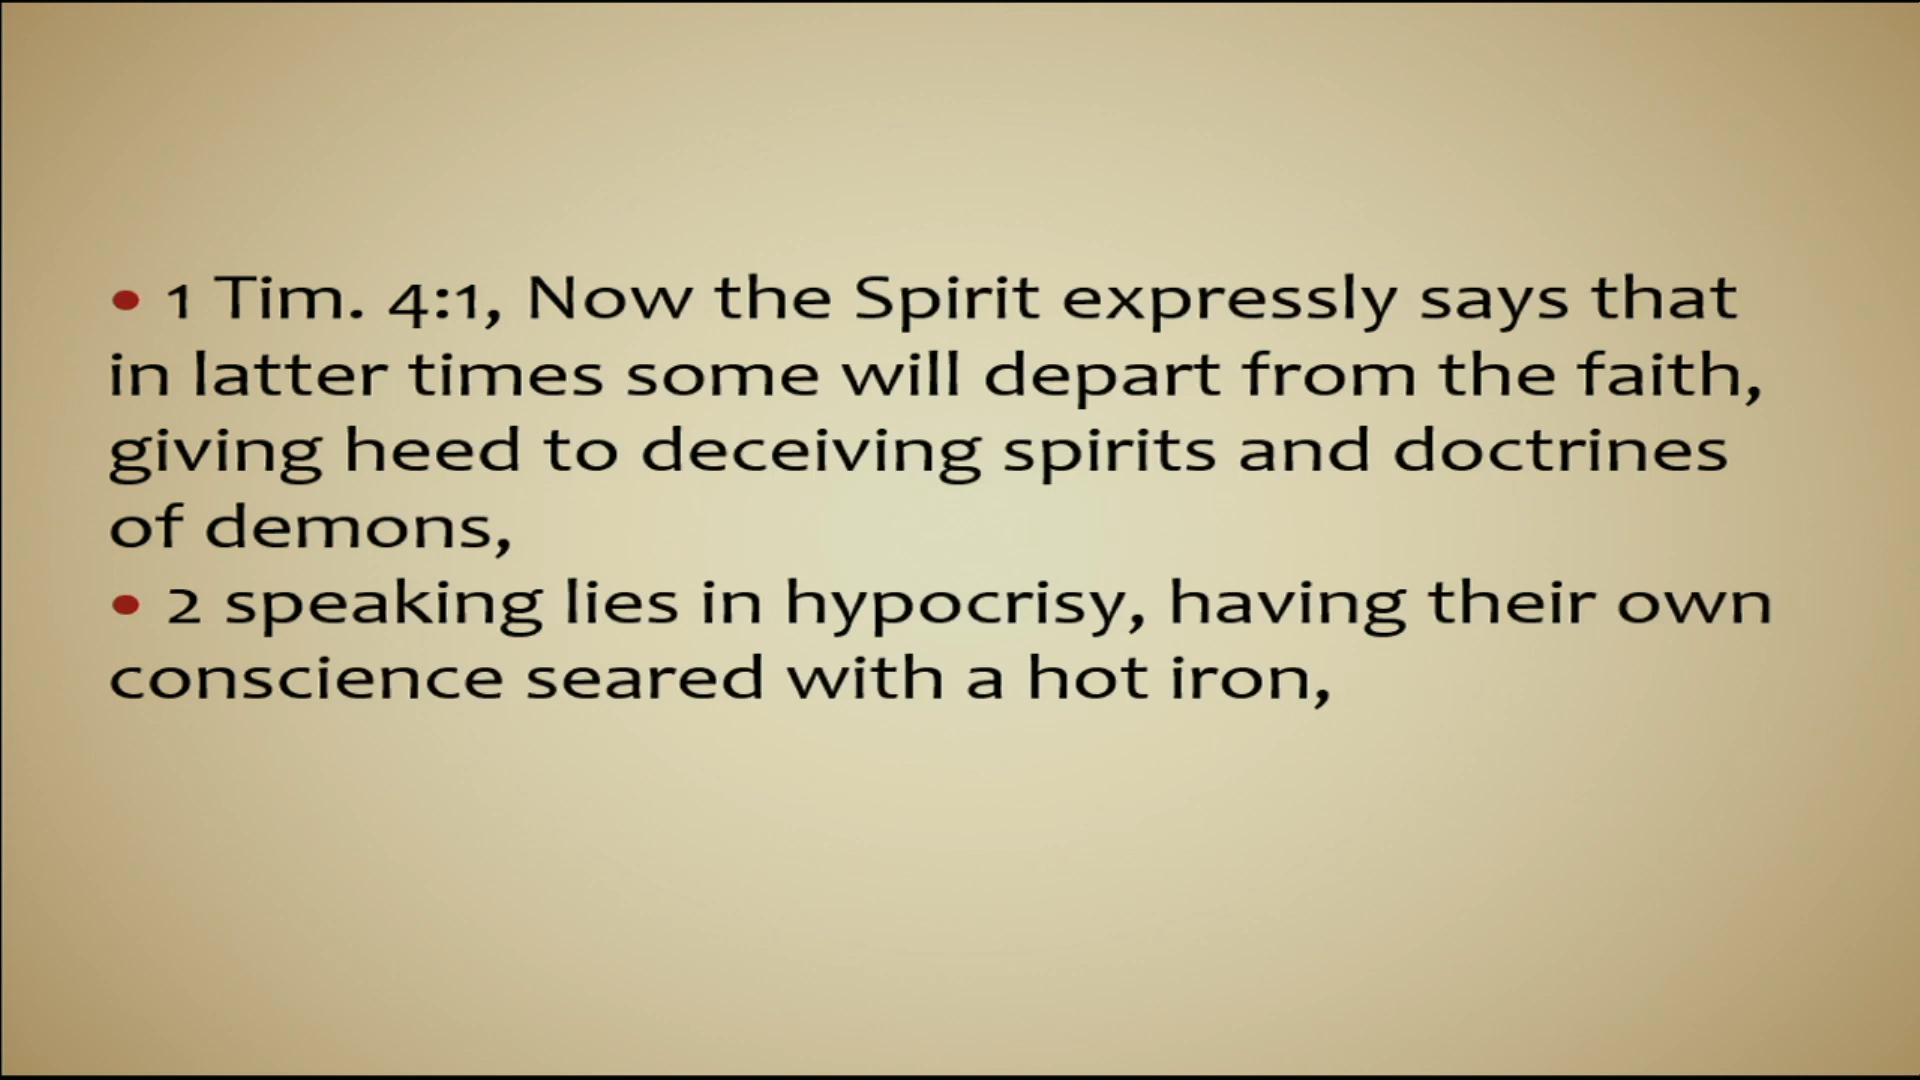 • 1 Tim. 4:1, Now the Spirit expressly says that
in latter times some will depart from the faith,
giving heed to deceiving spirits and doctrines
of demons,
• 2 speaking lies in hypocrisy, having their own
conscience seared with a hot iron,